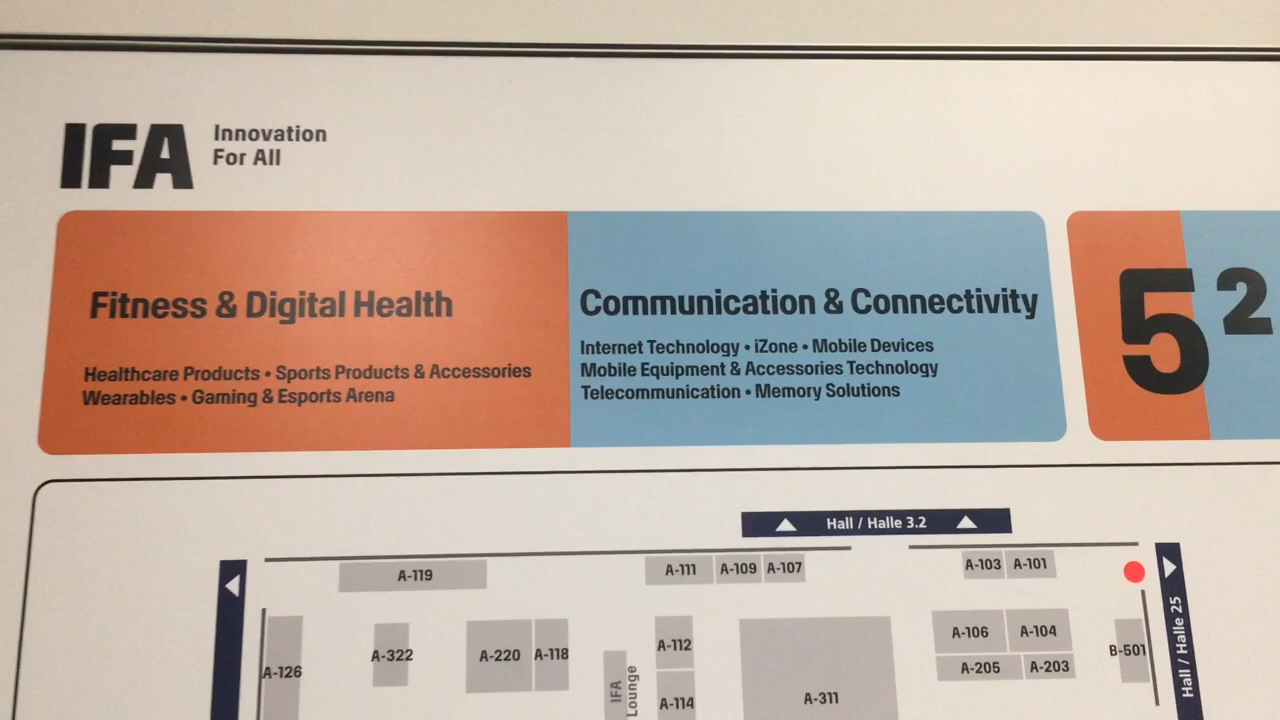 IFA
Innovation
For All
Fitness & Digital Health
Healthcare Products • Sports Products & Accessories
Wearables • Gaming & Esports Arena
Communication & Connectivity
Internet Technology • iZone • Mobile Devices
Mobile Equipment & Accessories Technology
Telecommunication • Memory Solutions
5²
Hall / Halle 3.2
A-119
A-111
A-109
A-107
A-103
A-101
A-126
A-322
A-220
A-118
IFA
Lounge
A-112
A-114
A-311
A-106
A-104
A-205
A-203
B-501
Hall / Halle 25